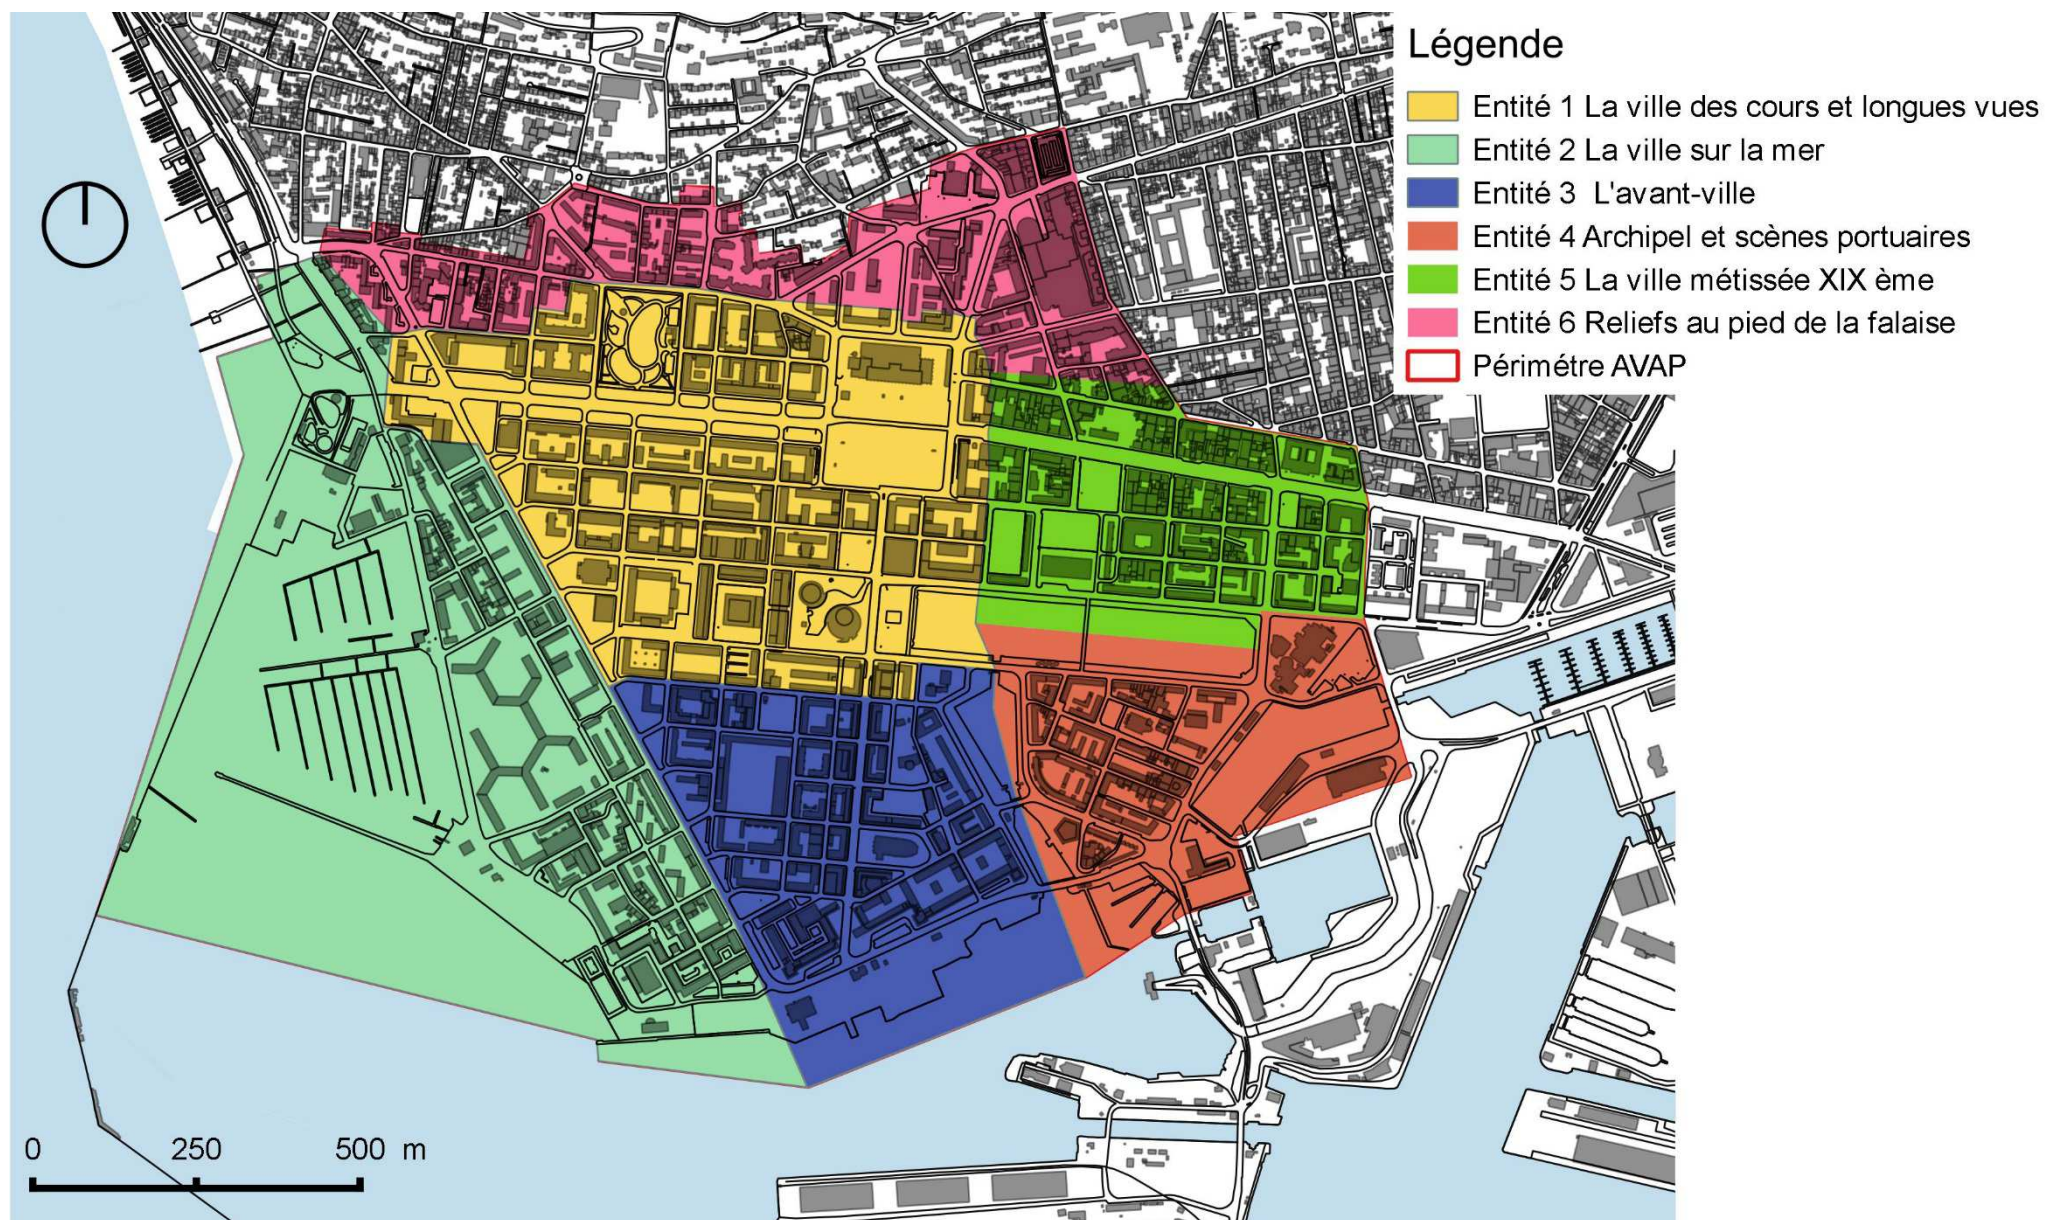 Légende
Entité 1 La ville des cours et longues vues
Entité 2 La ville sur la mer
Entité 3 L'avant-ville
Entité 4 Archipel et scènes portuaires
Entité 5 La ville métissée XIX ème
Entité 6 Reliefs au pied de la falaise
Périmétre AVAP
0 250 500 m